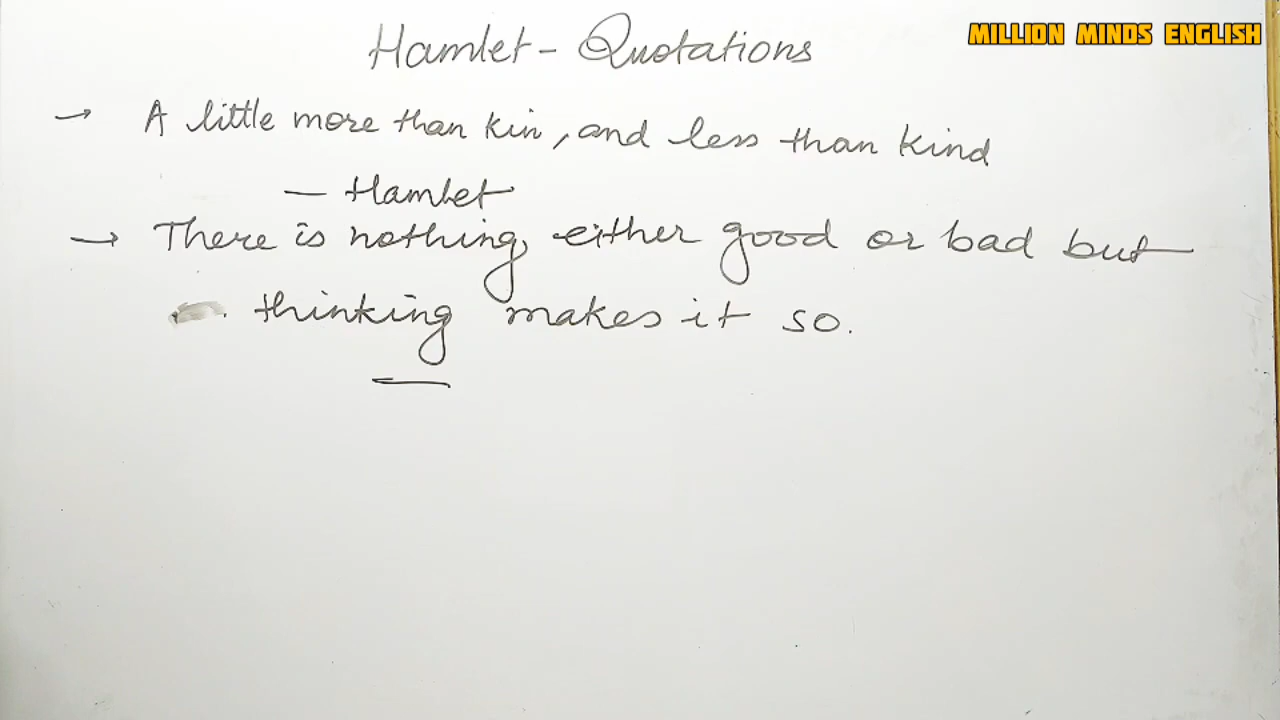 Hamlet - Quotations
MILLION MINDS ENGLISH
→ A little more than kin, and less than kind
— Hamlet
→ There is nothing, either good or bad but
thinking makes it so.